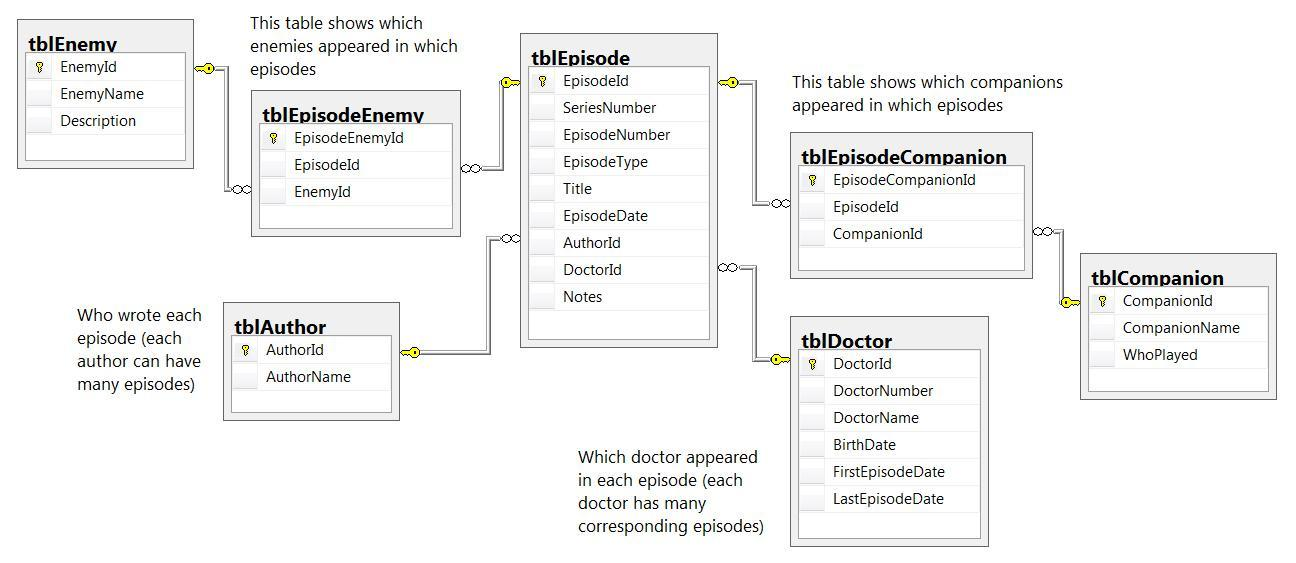 tblEnemy
EnemyId
EnemyName
Description
This table shows which
enemies appeared in which
episodes
tblEpisodeEnemy
EpisodeEnemyId
EpisodeId
EnemyId
tblEpisode
EpisodeId
SeriesNumber
EpisodeNumber
EpisodeType
Title
EpisodeDate
AuthorId
DoctorId
Notes
This table shows which companions
appeared in which episodes
tblEpisodeCompanion
EpisodeCompanionId
EpisodeId
CompanionId
tblCompanion
CompanionId
CompanionName
WhoPlayed
Who wrote each
episode (each
author can have
many episodes)
tblAuthor
AuthorId
AuthorName
Which doctor appeared
in each episode (each
doctor has many
corresponding episodes)
tblDoctor
DoctorId
DoctorNumber
DoctorName
BirthDate
FirstEpisodeDate
LastEpisodeDate